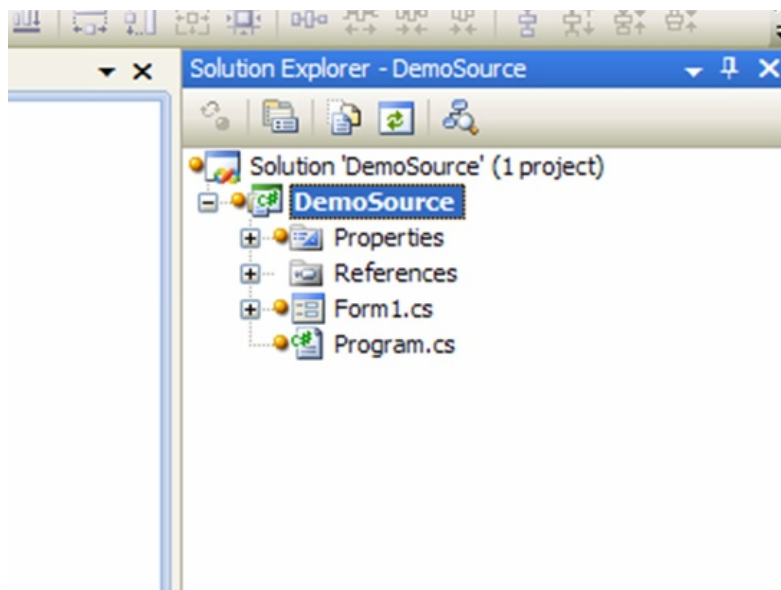 Solution Explorer - DemoSource
Solution 'DemoSource' (1 project)
DemoSource
Properties
References
Form1.cs
Program.cs